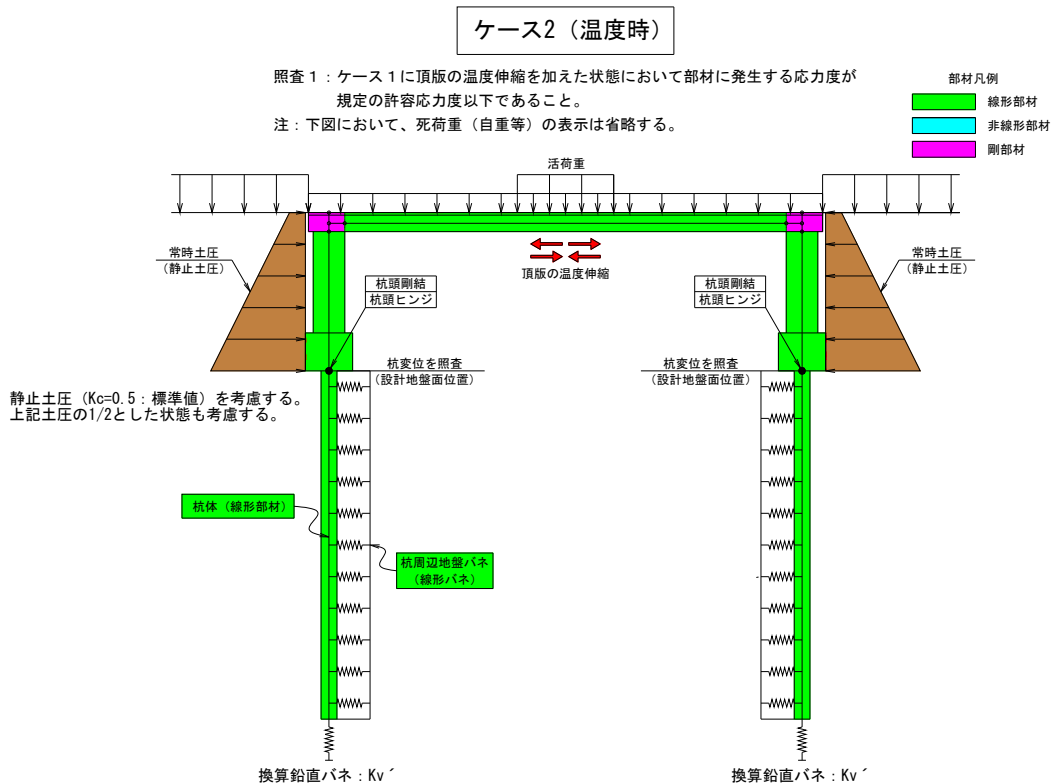 ケース2（温度時）
照査１：ケース１に頂版の温度伸縮を加えた状態において部材に発生する応力度が
規定の許容応力度以下であること。
注：下図において、死荷重（自重等）の表示は省略する。
部材凡例
線形部材
非線形部材
剛部材
活荷重
常時土圧
（静止土圧）
頂版の温度伸縮
常時土圧
（静止土圧）
杭頭剛結
杭頭ヒンジ
杭頭剛結
杭頭ヒンジ
杭変位を照査
（設計地盤面位置）
杭変位を照査
（設計地盤面位置）
静止土圧（Kc=0.5：標準値）を考慮する。
上記土圧の1/2とした状態も考慮する。
杭体（線形部材）
杭周辺地盤バネ
（線形バネ）
換算鉛直バネ：Kv´
換算鉛直バネ：Kv´